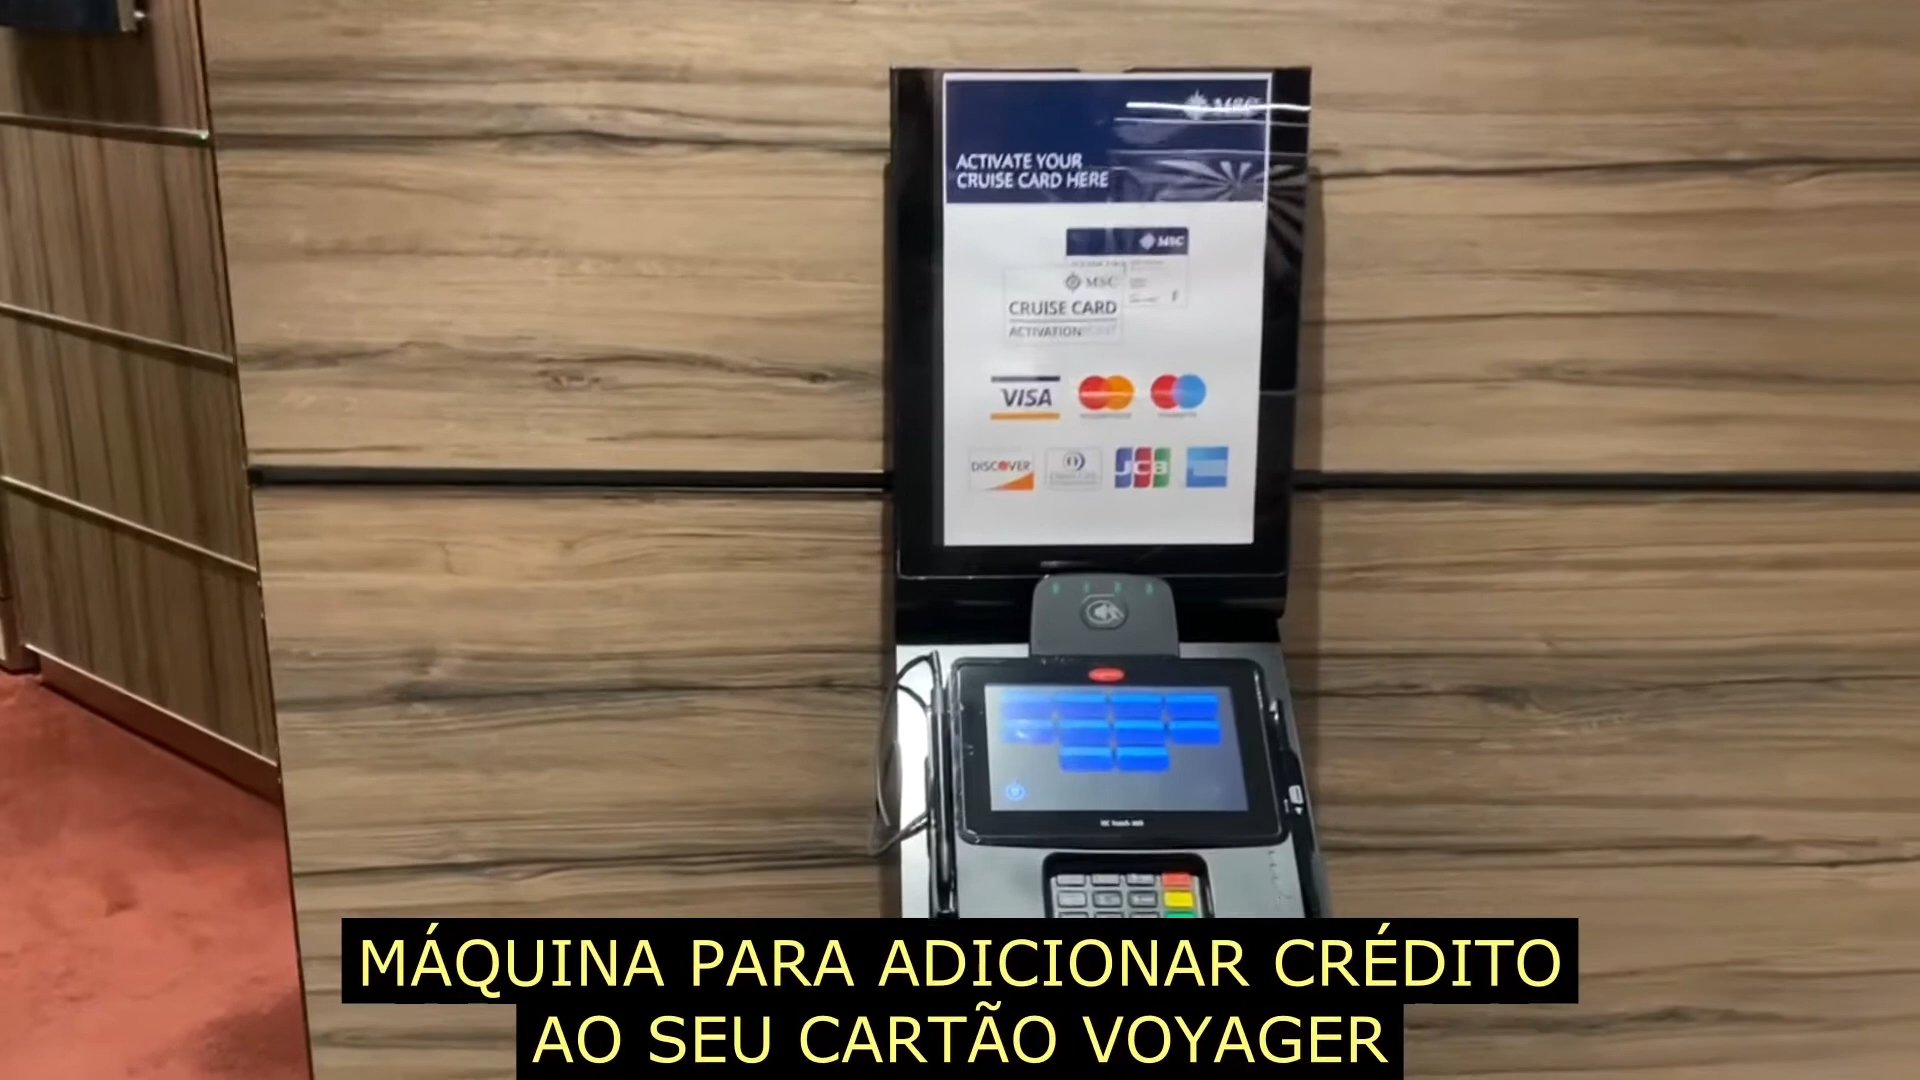 MSC
ACTIVATE YOUR
CRUISE CARD HERE
MSC
MSC
CRUISE CARD
ACTIVATION POINT
VISA
DISCOVER
JCB
MÁQUINA PARA ADICIONAR CRÉDITO
AO SEU CARTÃO VOYAGER